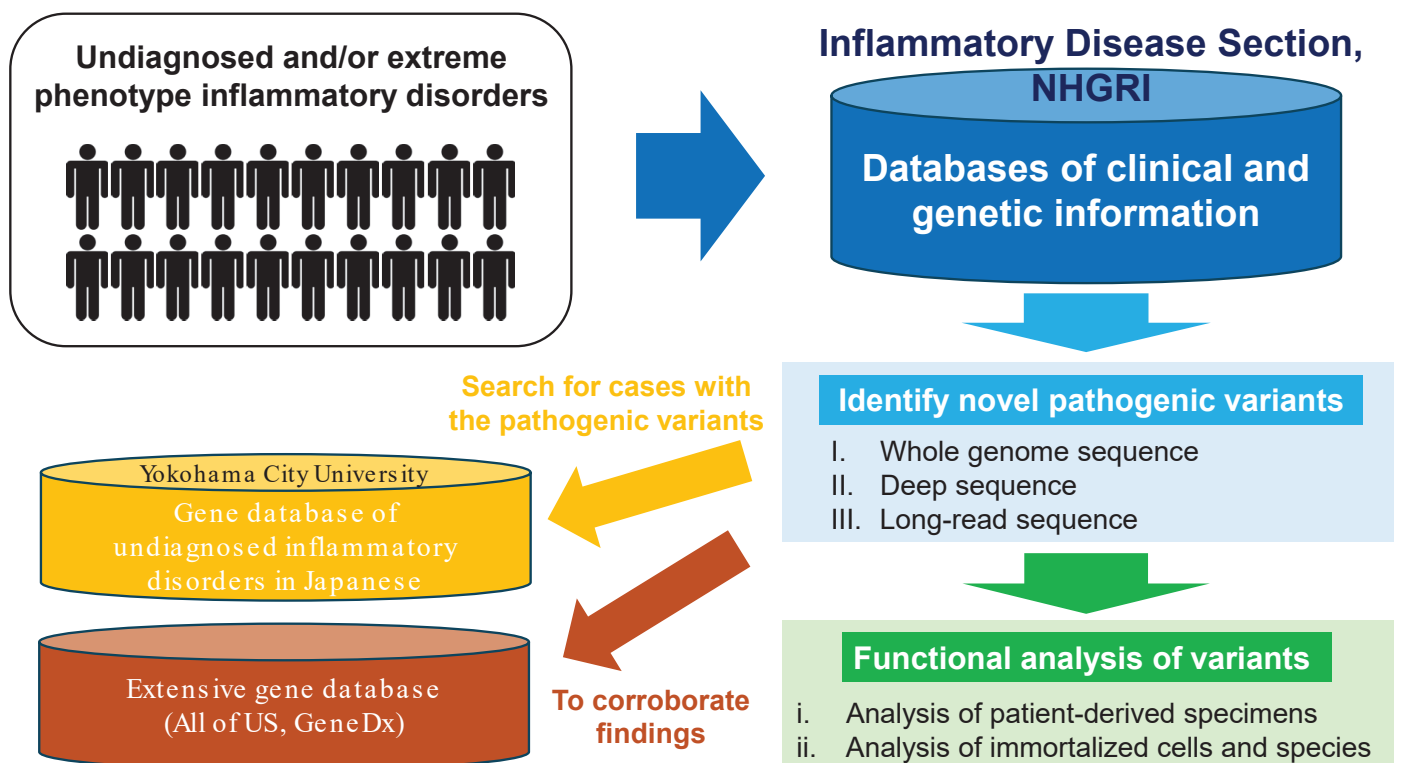 Undiagnosed and/or extreme
phenotype inflammatory disorders
Inflammatory Disease Section,
NHGRI
Databases of clinical and
genetic information
Search for cases with
the pathogenic variants
Identify novel pathogenic variants
I. Whole genome sequence
II. Deep sequence
III. Long-read sequence
Yokohama City University
Gene database of
undiagnosed inflammatory
disorders in Japanese
Extensive gene database
(All of US, GeneDx)
To corroborate
findings
Functional analysis of variants
i. Analysis of patient-derived specimens
ii. Analysis of immortalized cells and species